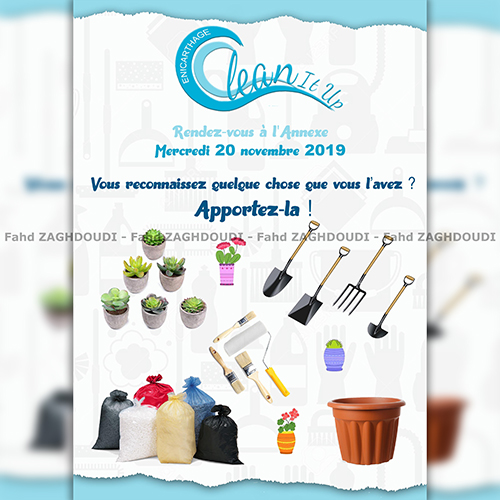 ENICARTHAGE
Clean It Up
Rendez-vous à l'Annexe
Mercredi 20 novembre 2019
Vous reconnaissez quelque chose que vous l'avez ?
Apportez-la !
Fahd ZAGHDOUDI - Fahd ZAGHDOUDI - Fahd ZAGHDOUDI - Fahd ZAGHDOUDI